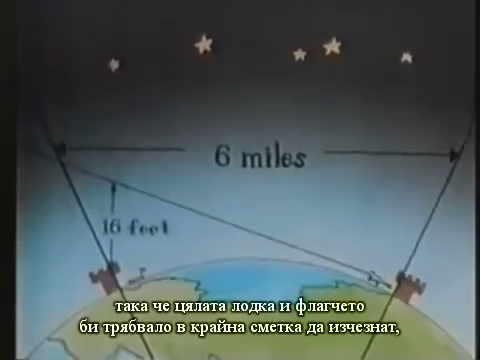 6 miles
16 feet
така че цялата лодка и флагчето
би трябвало в крайна сметка да изчезнат,